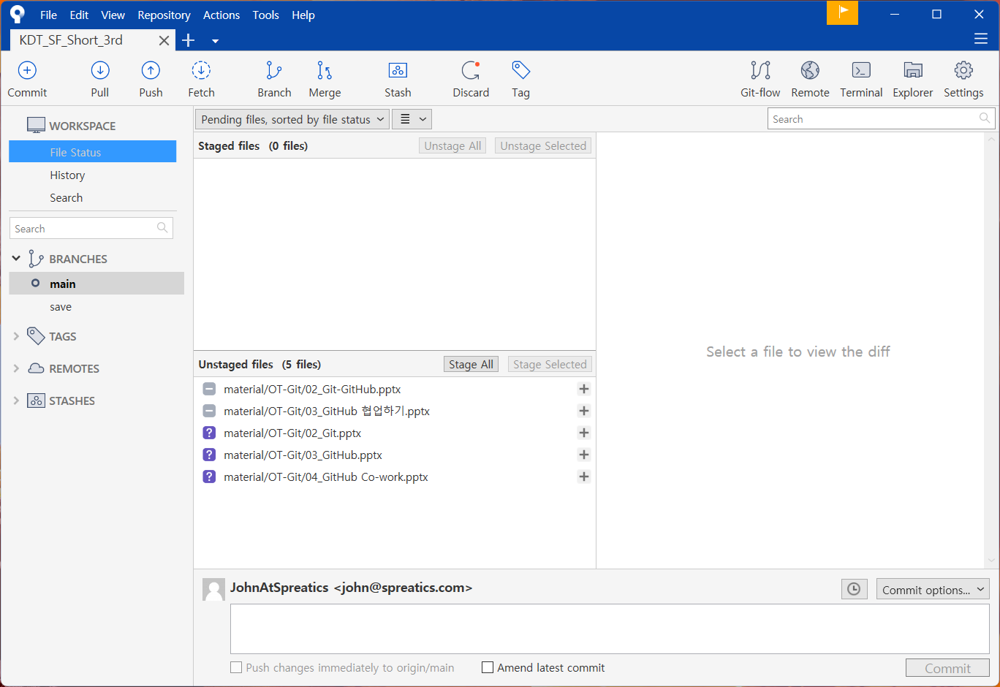 File Edit View Repository Actions Tools Help
KDT_SF_Short_3rd
Commit Pull Push Fetch Branch Merge Stash Discard Tag Git-flow Remote Terminal Explorer Settings
WORKSPACE
File Status
History
Search
Search
BRANCHES
main
save
TAGS
REMOTES
STASHES
Pending files, sorted by file status
Search
Staged files (0 files) Unstage All Unstage Selected
Unstaged files (5 files) Stage All Stage Selected
material/OT-Git/02_Git-GitHub.pptx
material/OT-Git/03_GitHub 협업하기.pptx
? material/OT-Git/02_Git.pptx
? material/OT-Git/03_GitHub.pptx
? material/OT-Git/04_GitHub Co-work.pptx
Select a file to view the diff
JohnAtSpreatics <john@spreatics.com>
Commit options...
Push changes immediately to origin/main Amend latest commit
Commit